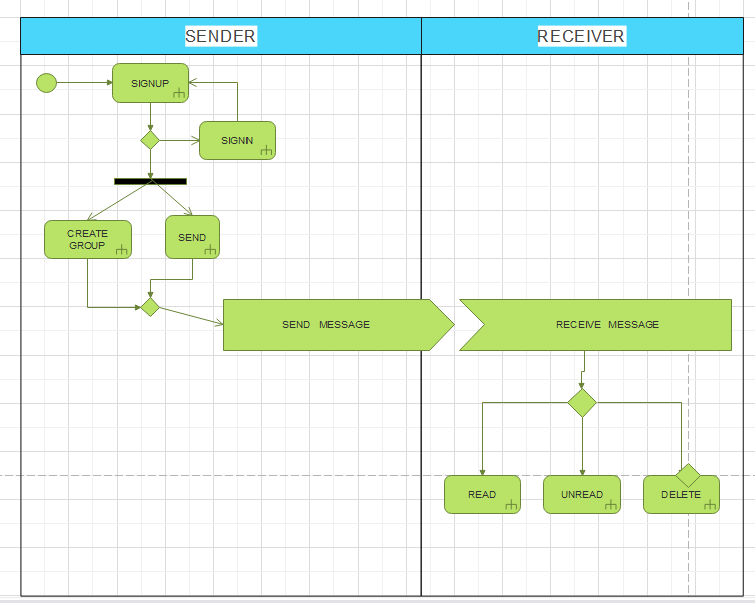 SENDER
RECEIVER
SIGNUP
SIGNIN
CREATE
GROUP
SEND
SEND MESSAGE
RECEIVE MESSAGE
READ
UNREAD
DELETE